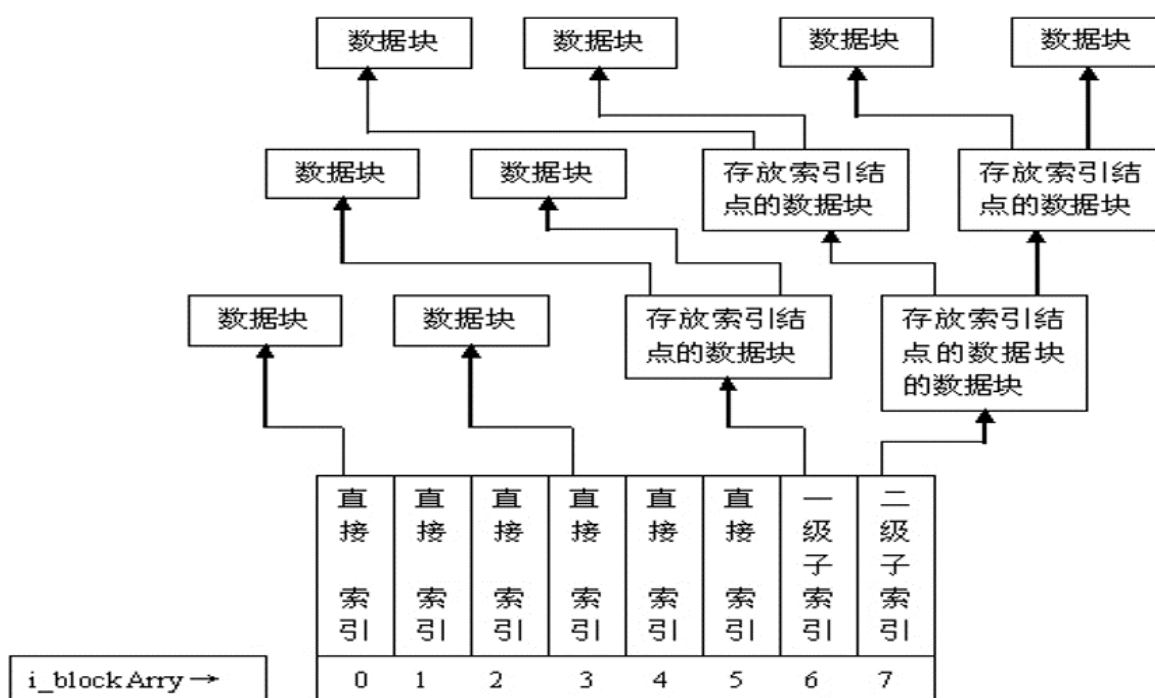 数据块 数据块 数据块 数据块
数据块 数据块 存放索引结 存放索引结
点的数据块 点的数据块
数据块 数据块 存放索引结 存放索引结
点的数据块 点的数据块
的数据块
直接索引 直接索引 直接索引 直接索引 直接索引 直接索引 一级子索引 二级子索引
i_blockArry→ 0 1 2 3 4 5 6 7